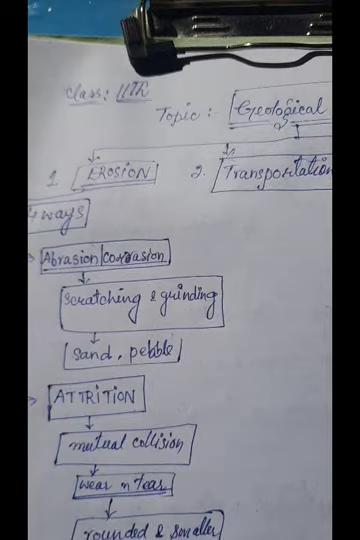 Class: 11th
Topic :- Geological
1. EROSION 2. Transportation
4 ways
Abrasion/Corrasion
Scratching & grinding
Sand, pebble
ATTRITION
mutual collision
wear n tear
rounded & smaller